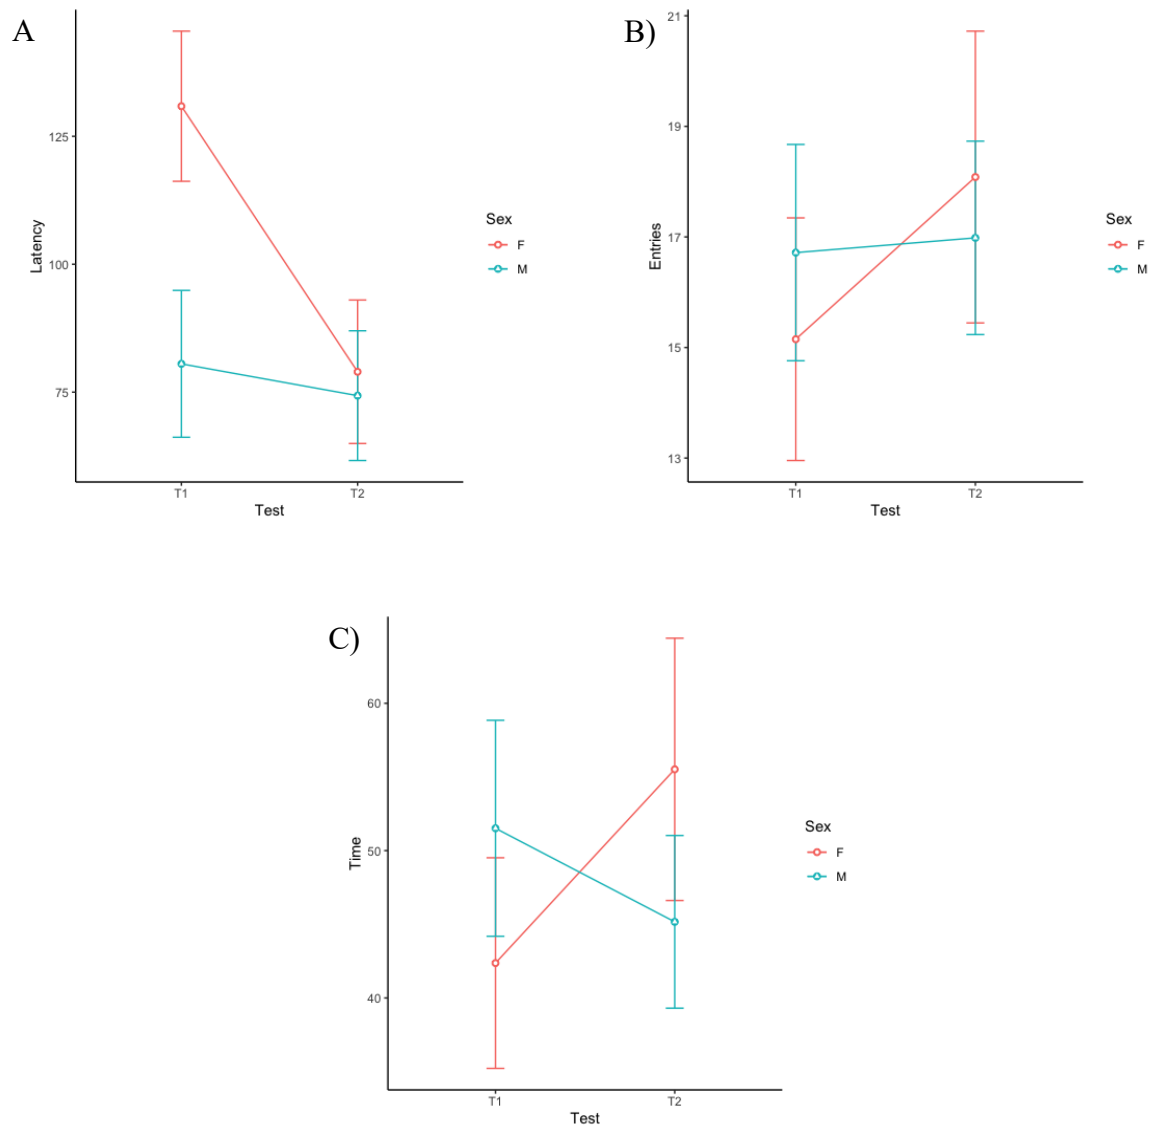 A
Latency
125
100
75
T1 T2
Test
Sex
F
M
B)
Entries
21
19
17
15
13
T1 T2
Test
Sex
F
M
C)
Time
60
50
40
T1 T2
Test
Sex
F
M